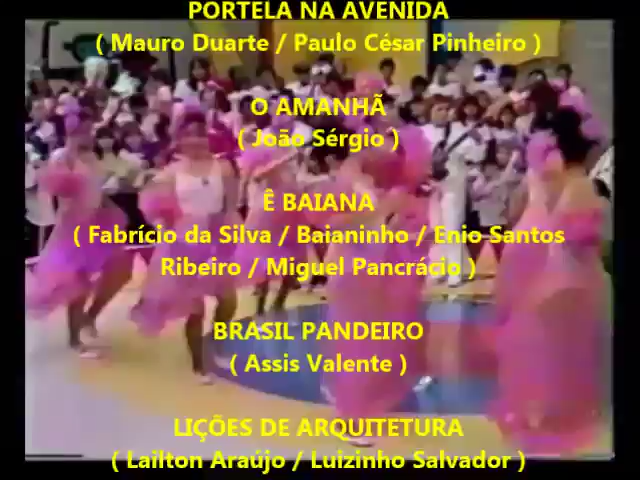 PORTELA NA AVENIDA
( Mauro Duarte / Paulo César Pinheiro )
O AMANHÃ
( João Sérgio )
Ê BAIANA
( Fabrício da Silva / Baianinho / Enio Santos
Ribeiro / Miguel Pancrácio )
BRASIL PANDEIRO
( Assis Valente )
LIÇÕES DE ARQUITETURA
( Lailton Araújo / Luizinho Salvador )